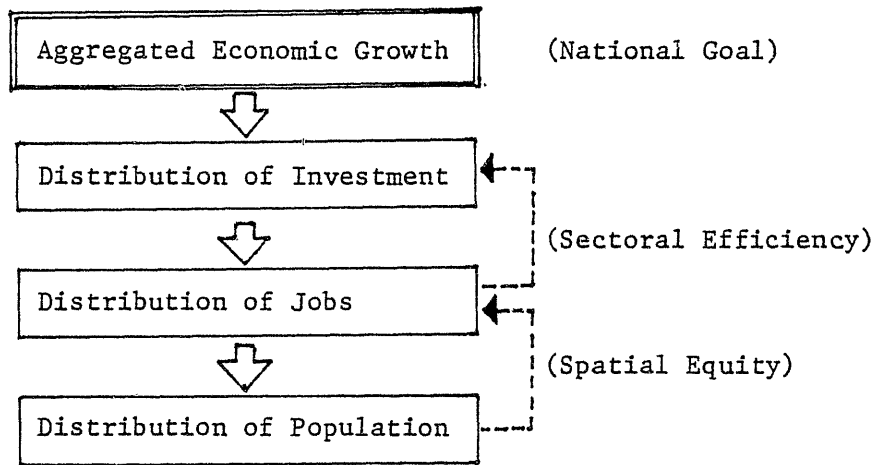 Aggregated Economic Growth (National Goal)
Distribution of Investment
(Sectoral Efficiency)
Distribution of Jobs
(Spatial Equity)
Distribution of Population